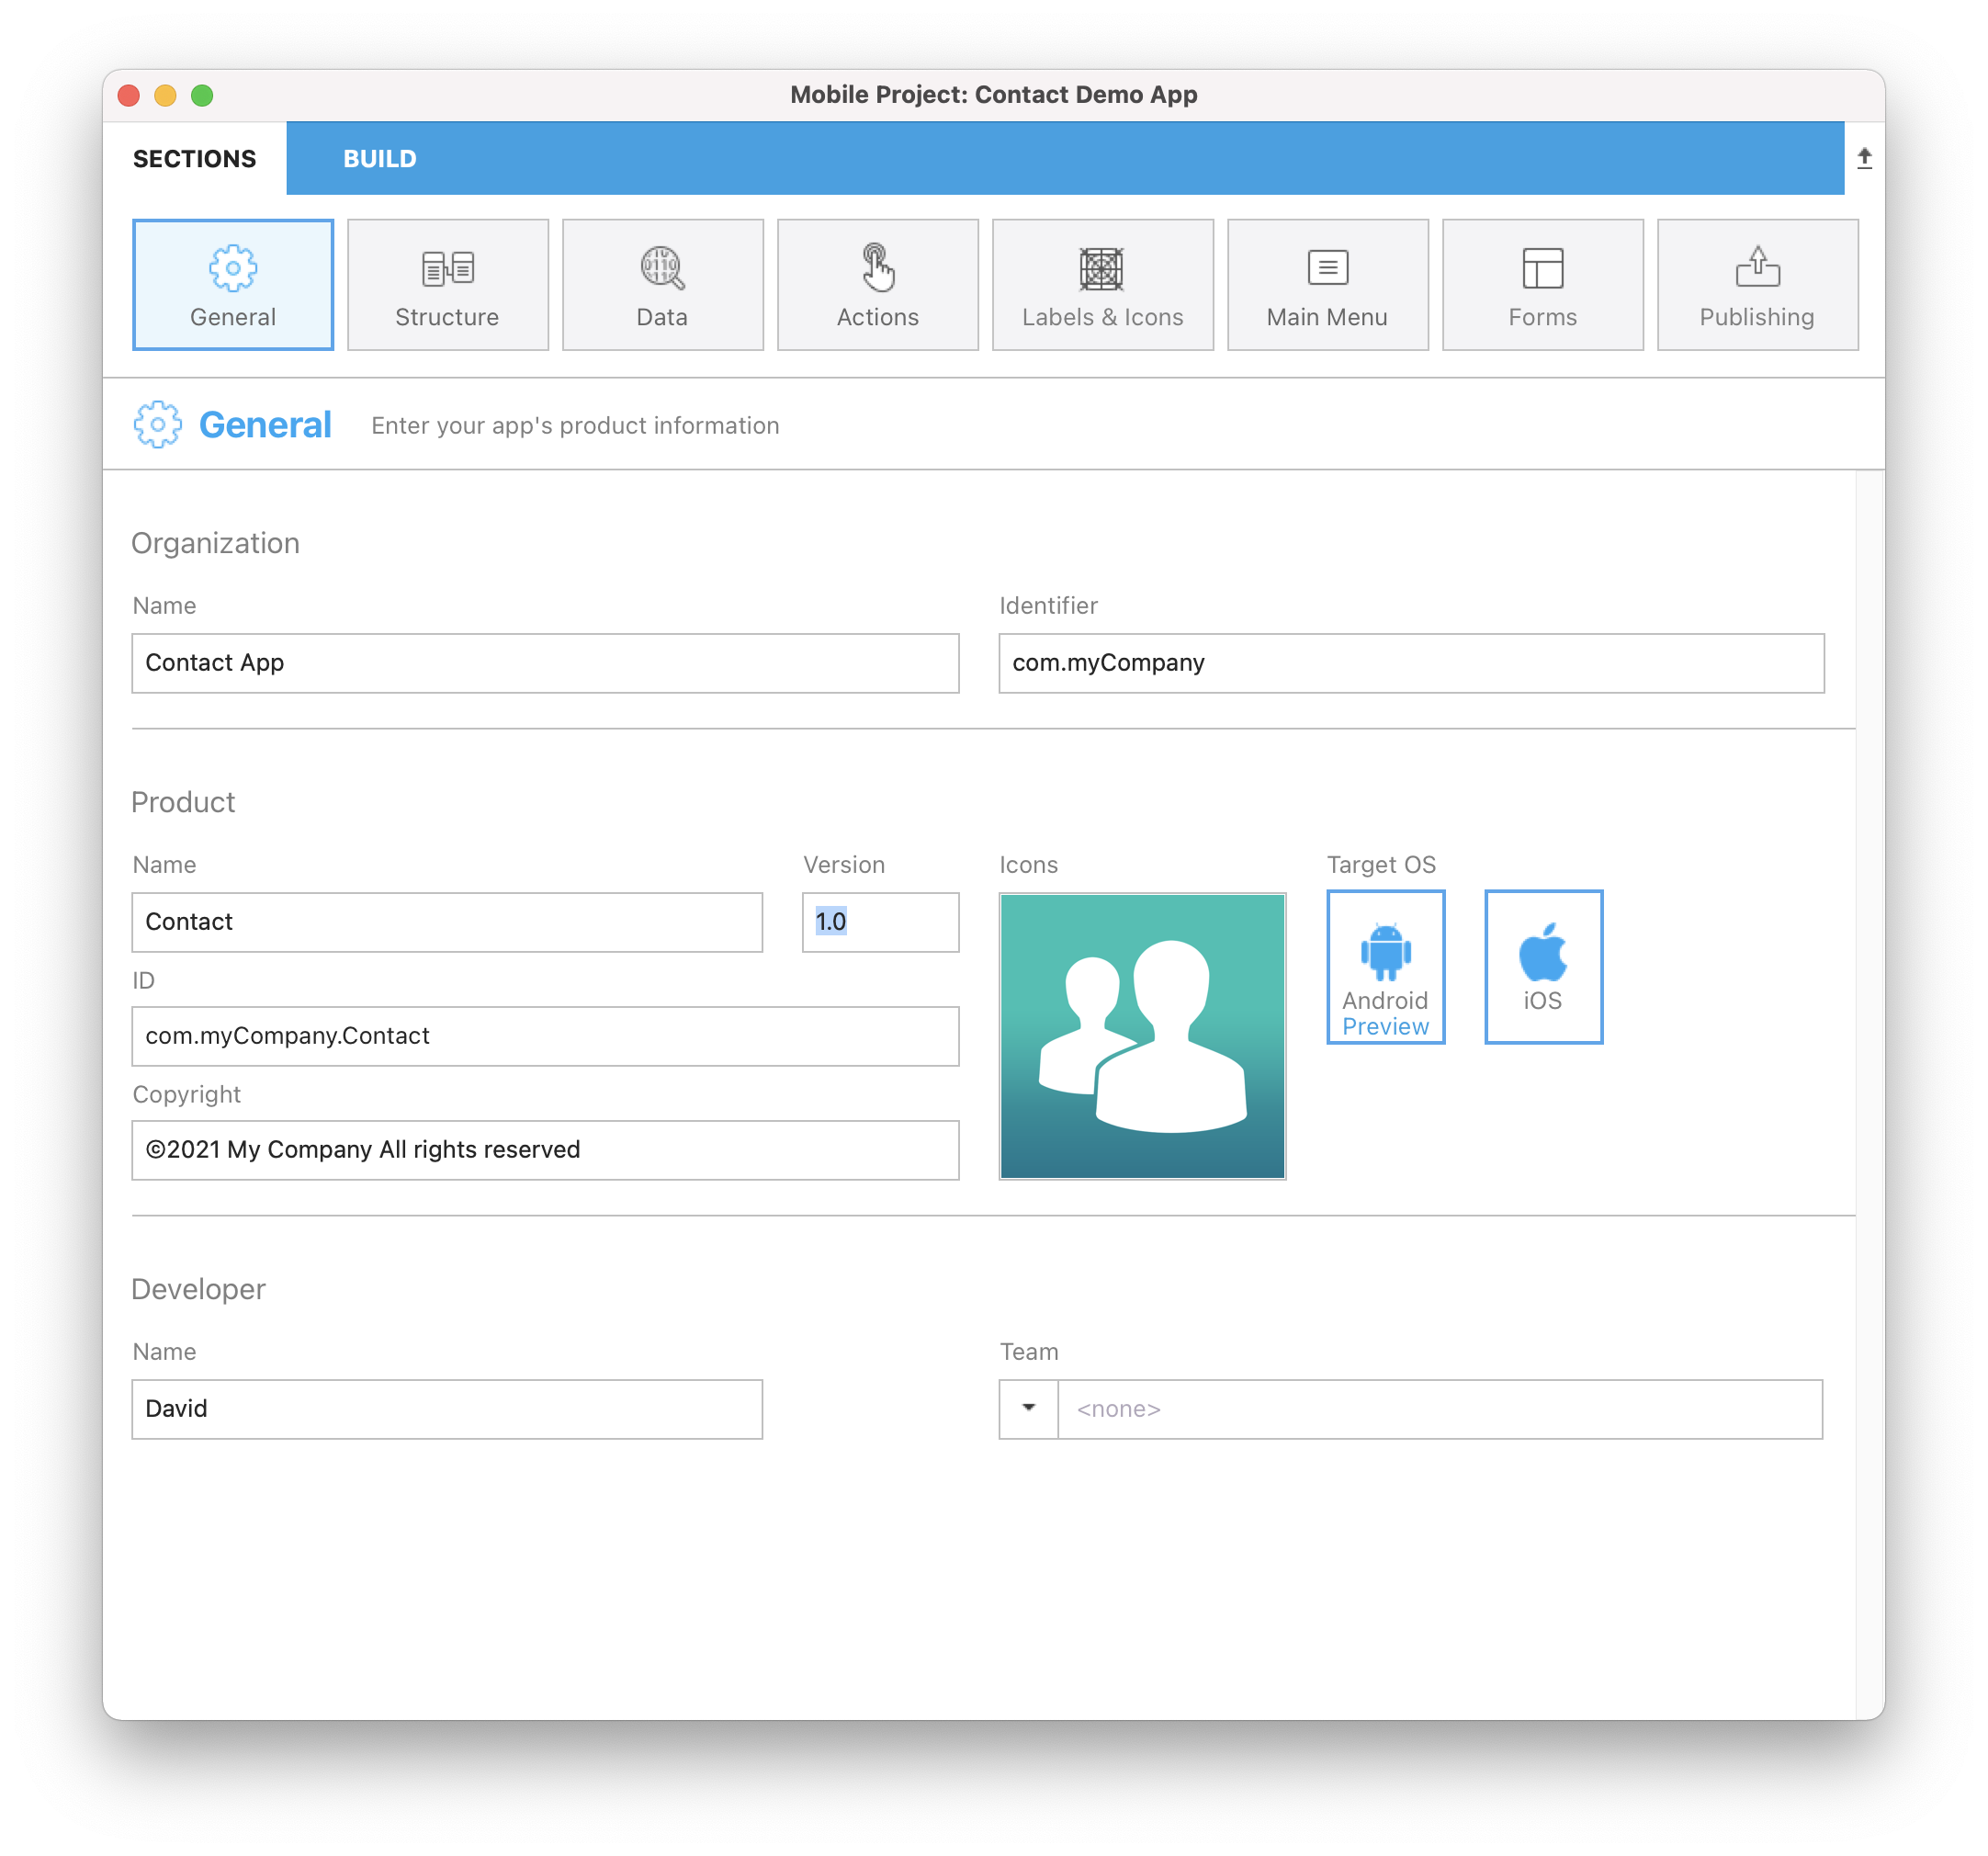 Mobile Project: Contact Demo App
SECTIONS BUILD
General Structure Data Actions Labels & Icons Main Menu Forms Publishing
General Enter your app's product information
Organization
Name Identifier
Contact App com.myCompany
Product
Name Version Icons Target OS
Contact 1.0
ID
Android iOS
Preview
com.myCompany.Contact
Copyright
©2021 My Company All rights reserved
Developer
Name Team
David <none>